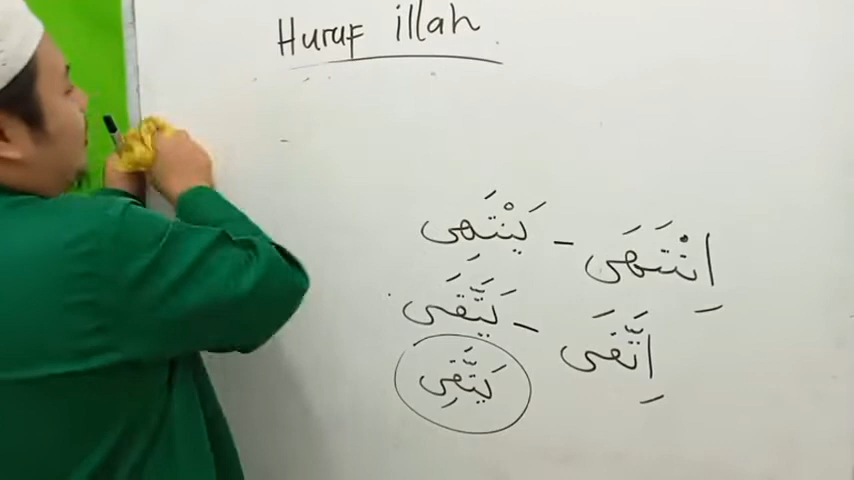 Huruf illah
اِنْتَهَى - يَنْتَهِى
اِتَّقَى - يَتَّقَى
يَتَّقِى